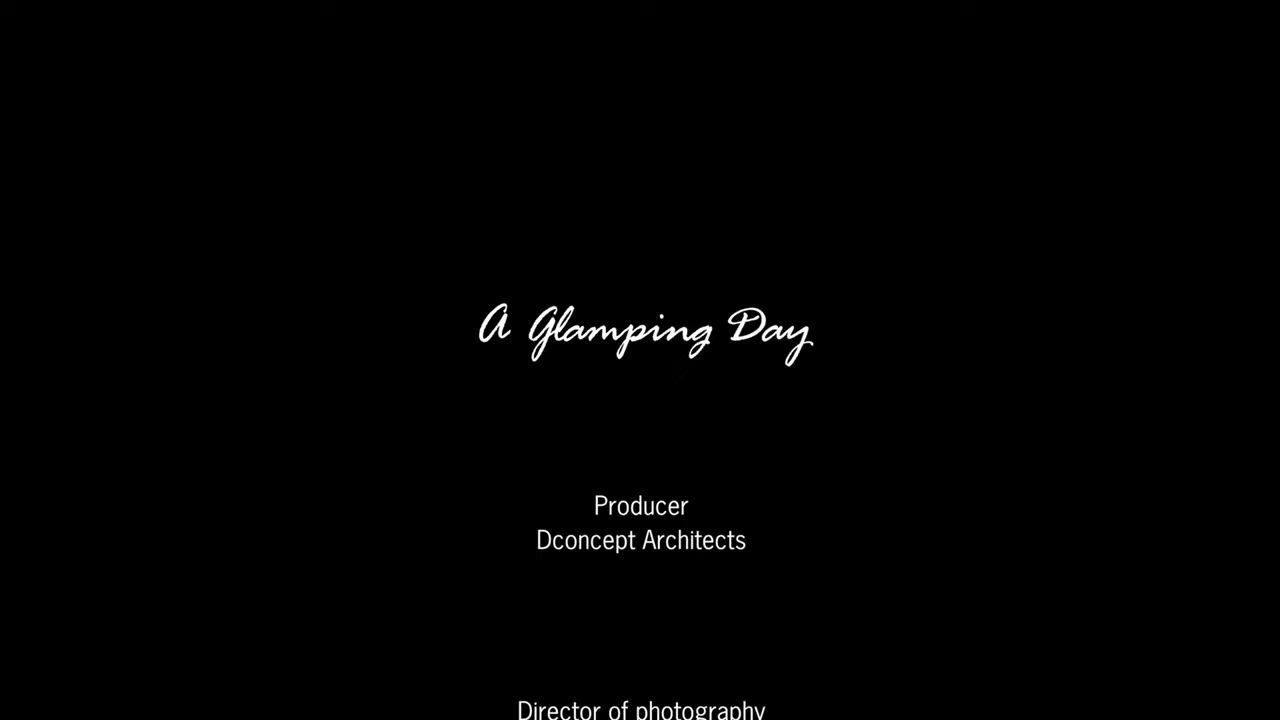 A Glamping Day
Producer
Dconcept Architects
Director of photography